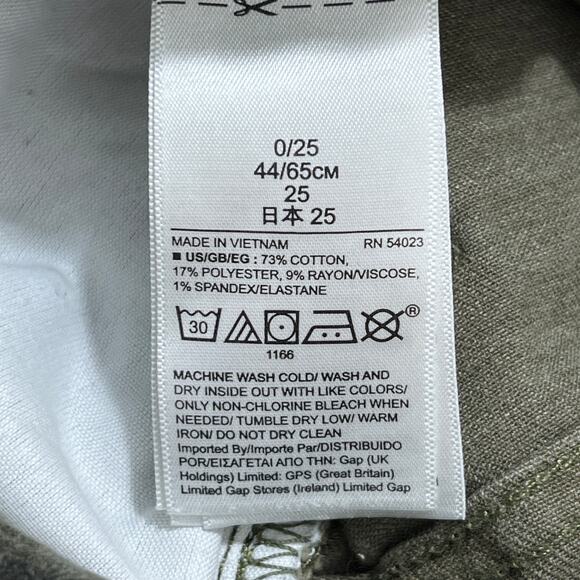 0/25
44/65CM
25
日本 25
MADE IN VIETNAM RN 54023
■ US/GB/EG : 73% COTTON,
17% POLYESTER, 9% RAYON/VISCOSE,
1% SPANDEX/ELASTANE
30 ®
1166
MACHINE WASH COLD/ WASH AND
DRY INSIDE OUT WITH LIKE COLORS/
ONLY NON-CHLORINE BLEACH WHEN
NEEDED/ TUMBLE DRY LOW/ WARM
IRON/ DO NOT DRY CLEAN
Imported By/Importe Par/DISTRIBUIDO
POR/ΕΙΣΑΓΕΤΑΙ ΑΠΟ ΤΗΝ: Gap (UK
Holdings) Limited: GPS (Great Britain)
Limited Gap Stores (Ireland) Limited Gap